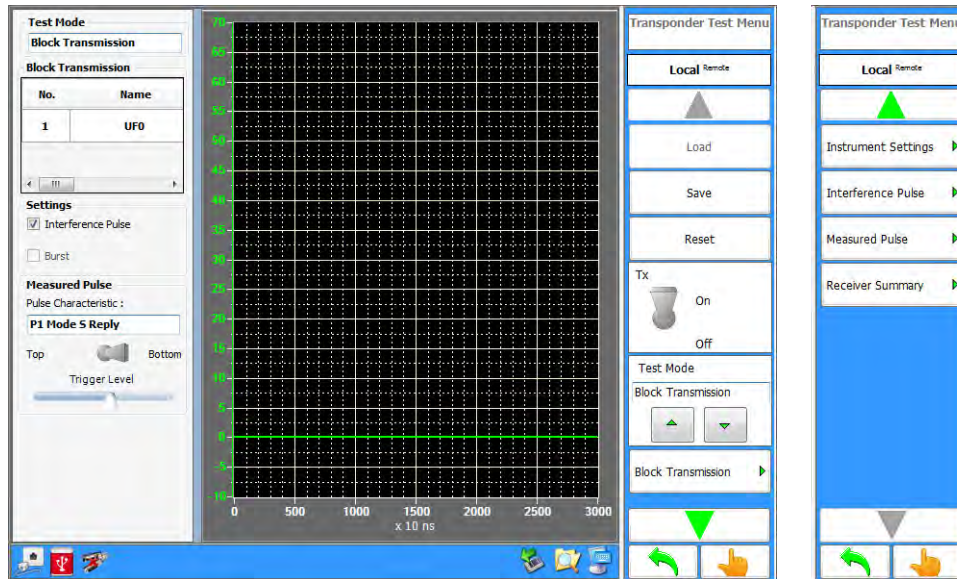 Test Mode
Block Transmission
Block Transmission
No. Name
1 UF0
Settings
Interference Pulse
Burst
Measured Pulse
Pulse Characteristic :
P1 Mode S Reply
Top Bottom
Trigger Level
70
65
60
55
50
45
40
35
30
25
20
15
10
5
0
-5
-10
0 500 1000 1500 2000 2500 3000
x 10 ns
Transponder Test Menu
Local Remote
Load
Save
Reset
Tx
On
Off
Test Mode
Block Transmission
Block Transmission
Transponder Test Menu
Local Remote
Instrument Settings
Interference Pulse
Measured Pulse
Receiver Summary